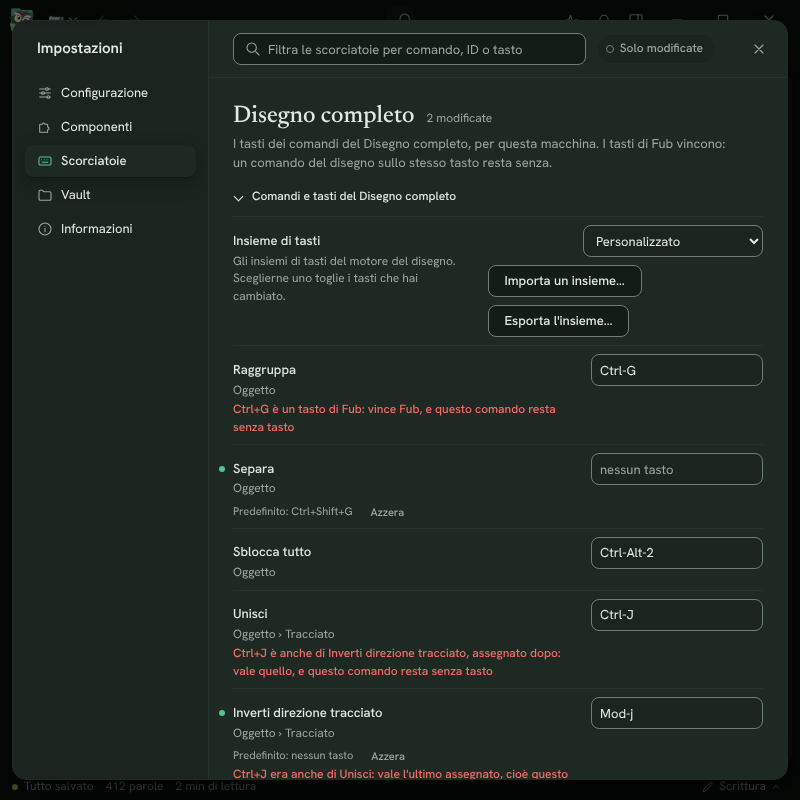 Impostazioni
Configurazione
Componenti
Scorciatoie
Vault
Informazioni
Filtra le scorciatoie per comando, ID o tasto
Solo modificate
Disegno completo
2 modificate
I tasti dei comandi del Disegno completo, per questa macchina. I tasti di Fub vincono:
un comando del disegno sullo stesso tasto resta senza.
Comandi e tasti del Disegno completo
Insieme di tasti
Personalizzato
Gli insiemi di tasti del motore del disegno.
Sceglierne uno toglie i tasti che hai
cambiato.
Importa un insieme…
Esporta l'insieme…
Raggruppa
Ctrl-G
Oggetto
Ctrl+G è un tasto di Fub: vince Fub, e questo comando resta
senza tasto
Separa
nessun tasto
Oggetto
Predefinito: Ctrl+Shift+G
Azzera
Sblocca tutto
Ctrl-Alt-2
Oggetto
Unisci
Ctrl-J
Oggetto › Tracciato
Ctrl+J è anche di Inverti direzione tracciato, assegnato dopo:
vale quello, e questo comando resta senza tasto
Inverti direzione tracciato
Mod-j
Oggetto › Tracciato
Predefinito: nessun tasto
Azzera
Ctrl+J era anche di Unisci: vale l'ultimo assegnato, cioè questo
Tutto salvato
412 parole
2 min di lettura
Scrittura